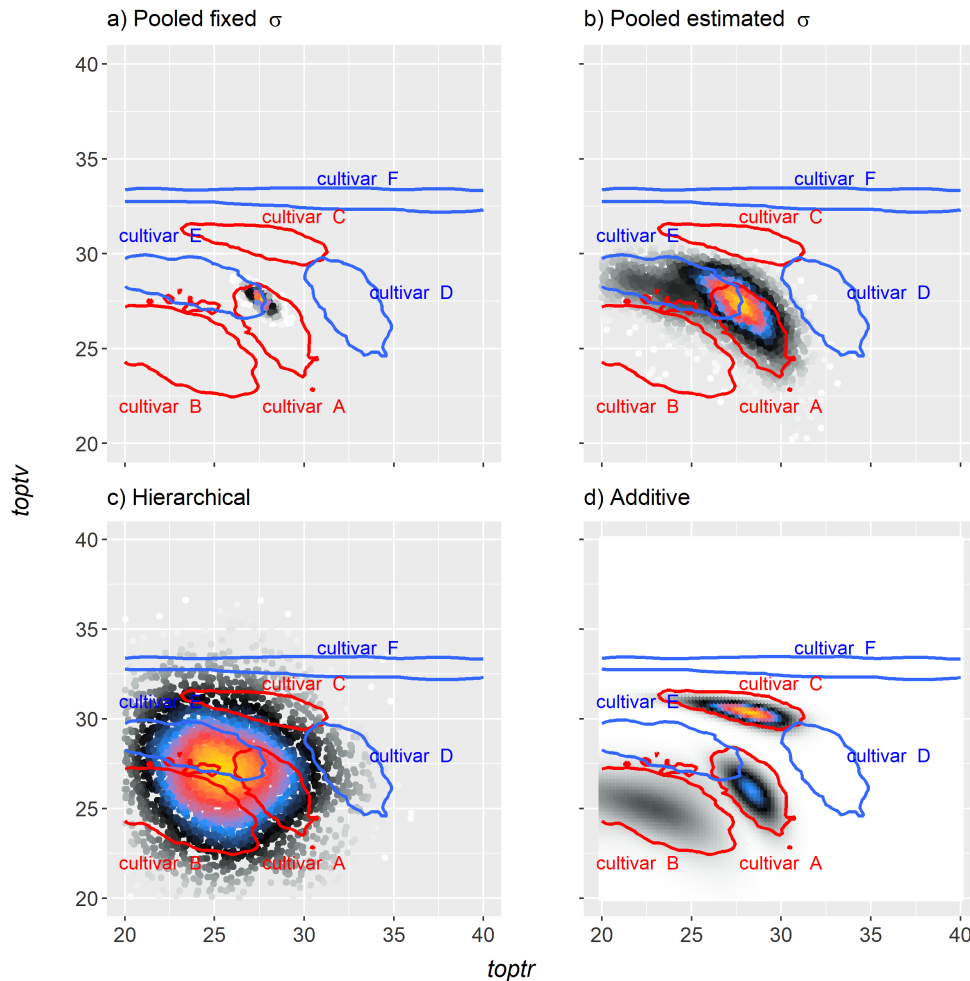 a) Pooled fixed σ
b) Pooled estimated σ
40
35
30
25
20
cultivar F
cultivar C
cultivar E
cultivar D
cultivar B
cultivar A
cultivar F
cultivar C
cultivar E
cultivar D
cultivar B
cultivar A
toptv
c) Hierarchical
d) Additive
40
35
30
25
20
cultivar F
cultivar C
cultivar E
cultivar D
cultivar B
cultivar A
cultivar F
cultivar C
cultivar E
cultivar D
cultivar B
cultivar A
20 25 30 35 40
20 25 30 35 40
toptr